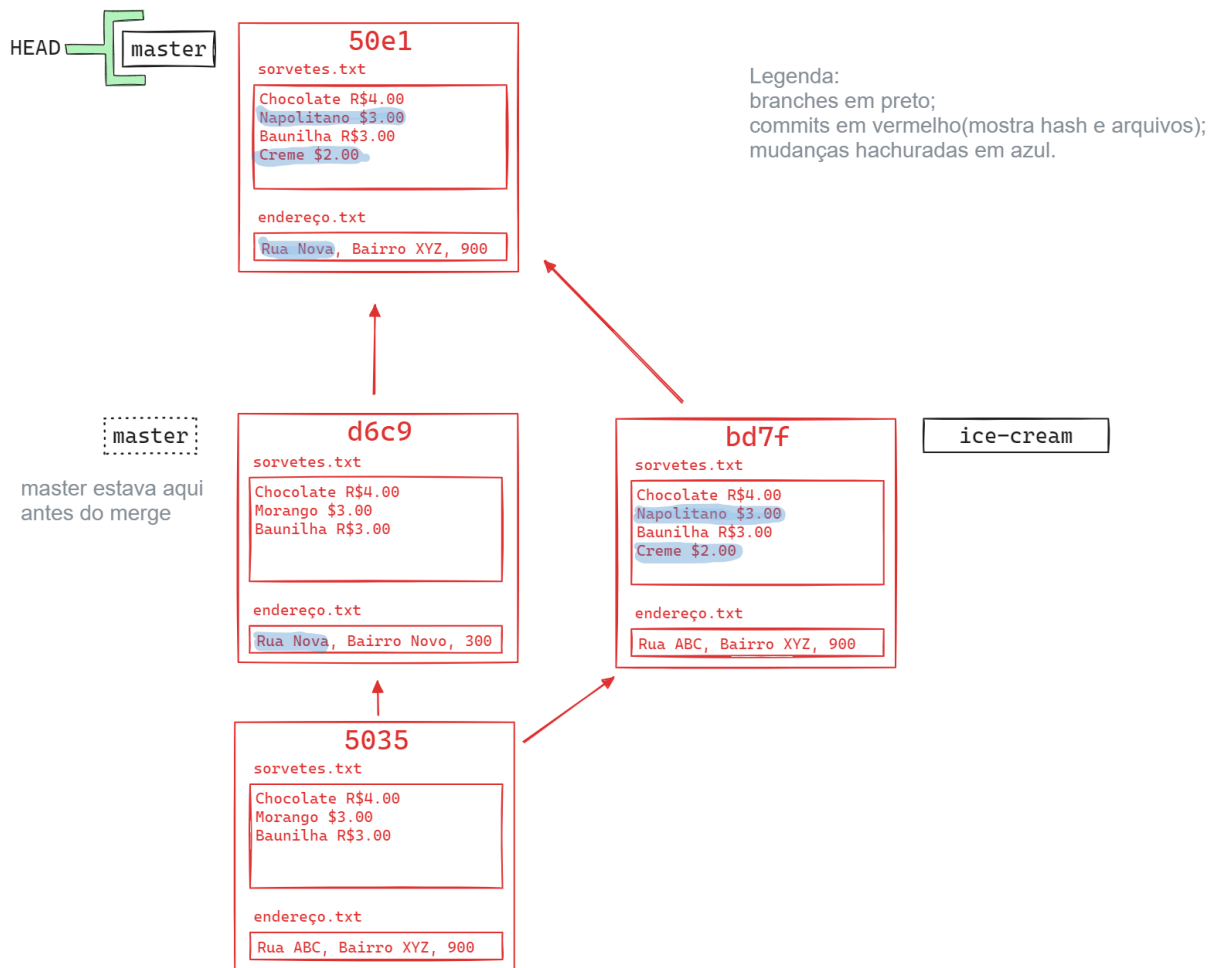 HEAD
master
50e1
sorvetes.txt
Chocolate R$4.00
Napolitano $3.00
Baunilha R$3.00
Creme $2.00
endereço.txt
Rua Nova, Bairro XYZ, 900
Legenda:
branches em preto;
commits em vermelho(mostra hash e arquivos);
mudanças hachuradas em azul.
master
master estava aqui
antes do merge
d6c9
sorvetes.txt
Chocolate R$4.00
Morango $3.00
Baunilha R$3.00
endereço.txt
Rua Nova, Bairro Novo, 300
bd7f
sorvetes.txt
Chocolate R$4.00
Napolitano $3.00
Baunilha R$3.00
Creme $2.00
endereço.txt
Rua ABC, Bairro XYZ, 900
ice-cream
5035
sorvetes.txt
Chocolate R$4.00
Morango $3.00
Baunilha R$3.00
endereço.txt
Rua ABC, Bairro XYZ, 900